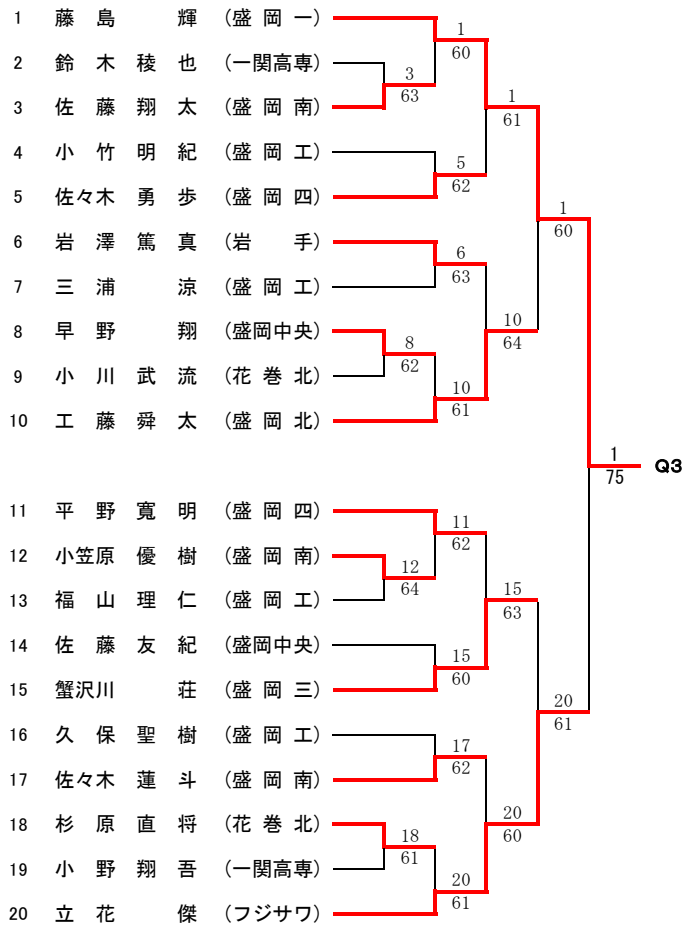 1 藤島 輝 (盛岡一)
1
60
2 鈴木稜也 (一関高専)
3
63
3 佐藤翔太 (盛岡南)
1
61
4 小竹明紀 (盛岡工)
5
62
5 佐々木勇歩 (盛岡四)
1
60
6 岩澤篤真 (岩手)
6
63
7 三浦 涼 (盛岡工)
10
64
8 早野 翔 (盛岡中央)
8
62
9 小川武流 (花巻北)
10
61
10 工藤舜太 (盛岡北)
1
75
Q3
11 平野寛明 (盛岡四)
11
62
12 小笠原優樹 (盛岡南)
12
64
13 福山理仁 (盛岡工)
15
63
14 佐藤友紀 (盛岡中央)
15
60
15 蟹沢川 荘 (盛岡三)
20
61
16 久保聖樹 (盛岡工)
17
62
17 佐々木蓮斗 (盛岡南)
20
60
18 杉原直将 (花巻北)
18
61
19 小野翔吾 (一関高専)
20
61
20 立花 傑 (フジサワ)